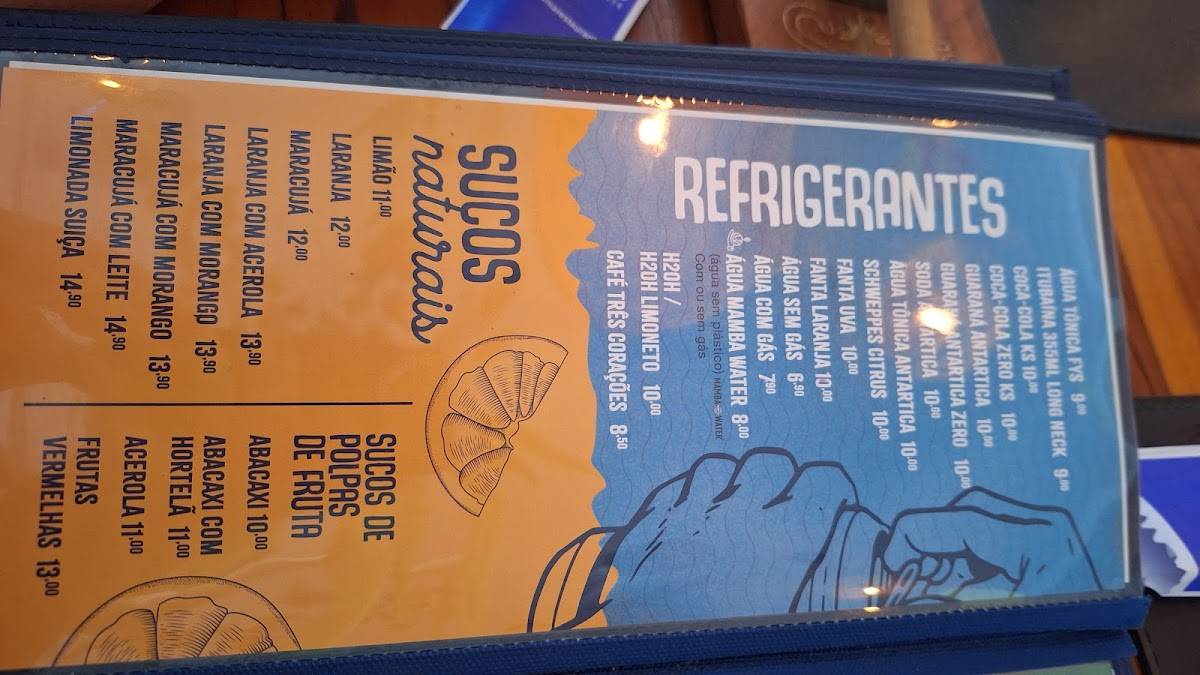 REFRIGERANTES
ÁGUA TÔNICA FYS 9,00
ITUBAÍNA 355ML LONG NECK 9,00
COCA-COLA KS 10,00
COCA-COLA ZERO KS 10,00
GUARANÁ ANTARTICA 10,00
GUARANÁ ANTARTICA ZERO 10,00
SODA ANTÁRTICA 10,00
ÁGUA TÔNICA ANTARTICA 10,00
SCHWEPPES CITRUS 10,00
FANTA UVA 10,00
FANTA LARANJA 10,00
ÁGUA SEM GÁS 6,90
ÁGUA COM GÁS 7,90
ÁGUA MAMBA WATER 8,00
(água sem plástico) MAMBA WATER
Com ou sem gás
H2OH /
H2OH LIMONETO 10,00
CAFÉ TRÊS CORAÇÕES 8,50
SUCOS
naturais
LIMÃO 11,00
LARANJA 12,00
MARACUJÁ 12,00
LARANJA COM ACEROLA 13,90
LARANJA COM MORANGO 13,90
MARACUJÁ COM MORANGO 13,90
MARACUJÁ COM LEITE 14,90
LIMONADA SUIÇA 14,90
SUCOS DE
POLPAS
DE FRUTA
ABACAXI 10,00
ABACAXI COM
HORTELÃ 11,00
ACEROLA 11,00
FRUTAS
VERMELHAS 13,00